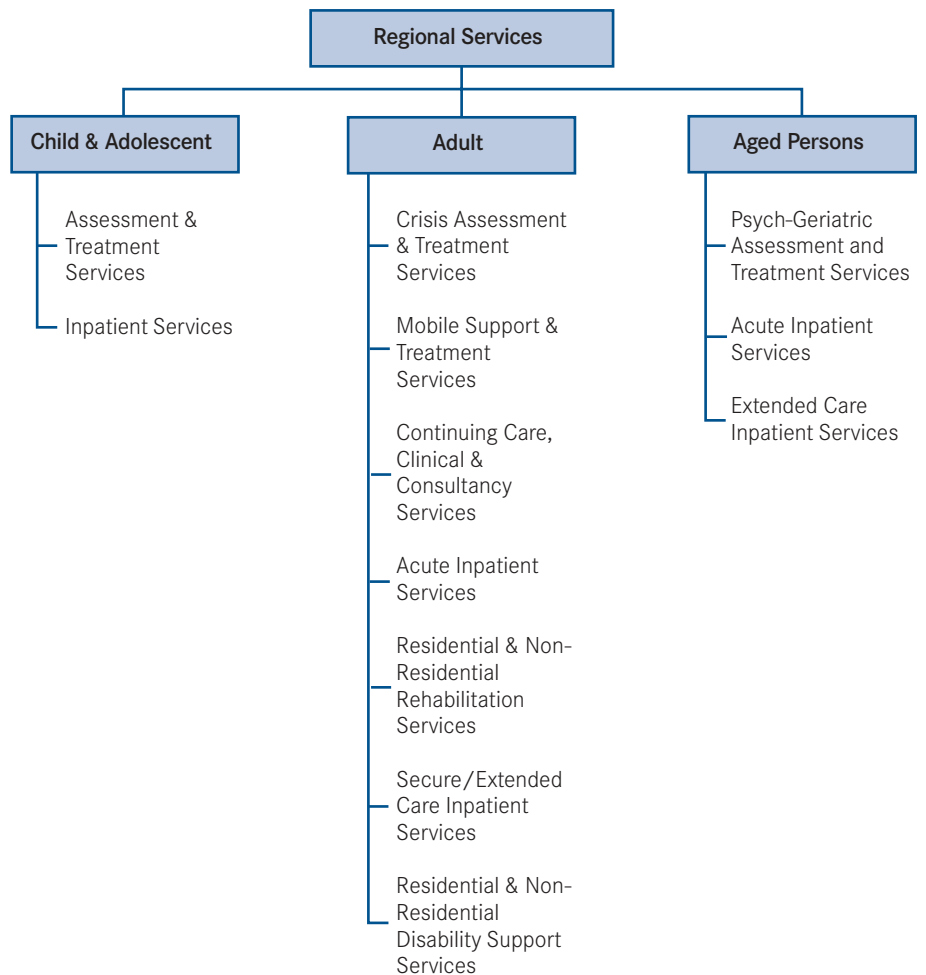 Regional Services
Child & Adolescent
Assessment &
Treatment
Services
Inpatient Services
Adult
Crisis Assessment
& Treatment
Services
Mobile Support &
Treatment
Services
Continuing Care,
Clinical &
Consultancy
Services
Acute Inpatient
Services
Residential & Non-
Residential
Rehabilitation
Services
Secure/Extended
Care Inpatient
Services
Residential & Non-
Residential
Disability Support
Services
Aged Persons
Psych-Geriatric
Assessment and
Treatment Services
Acute Inpatient
Services
Extended Care
Inpatient Services